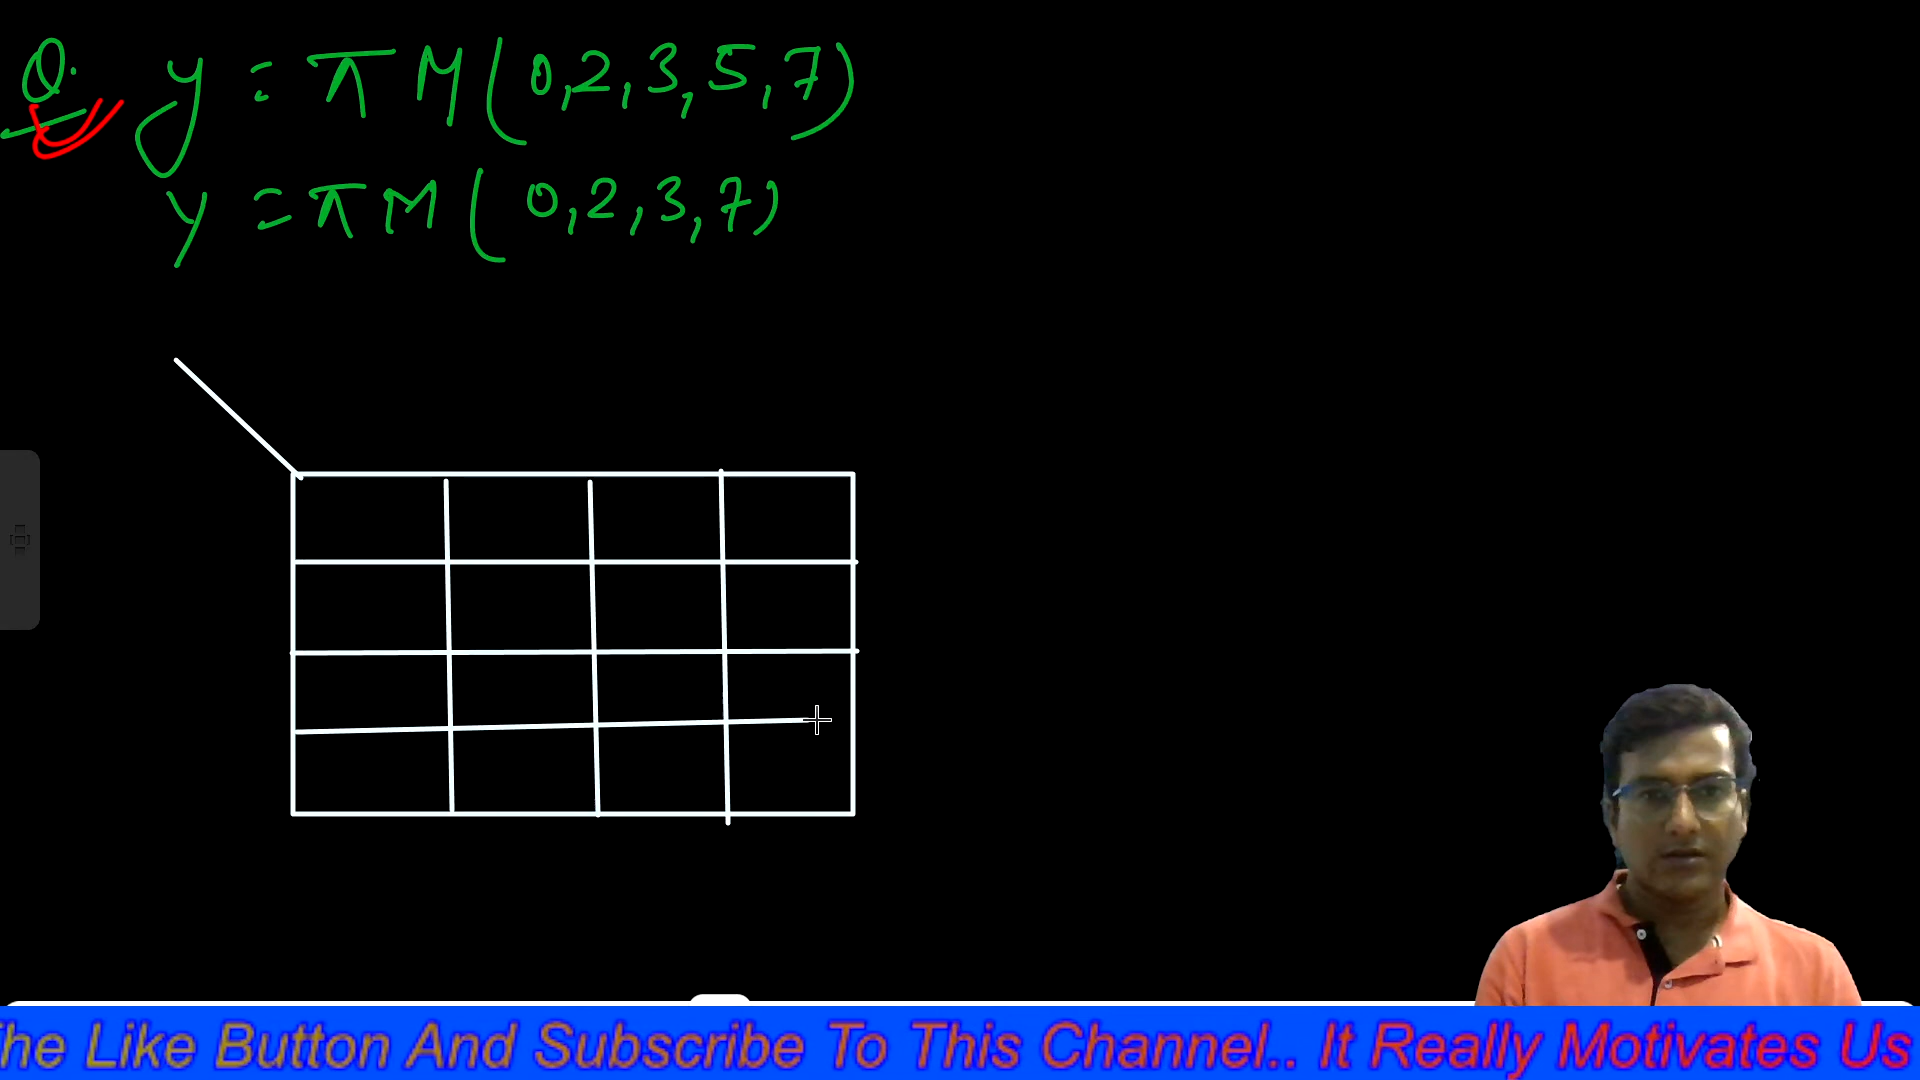 Q. y = π M(0,2,3,5,7)
y = π M(0,2,3,7)
he Like Button And Subscribe To This Channel.. It Really Motivates Us